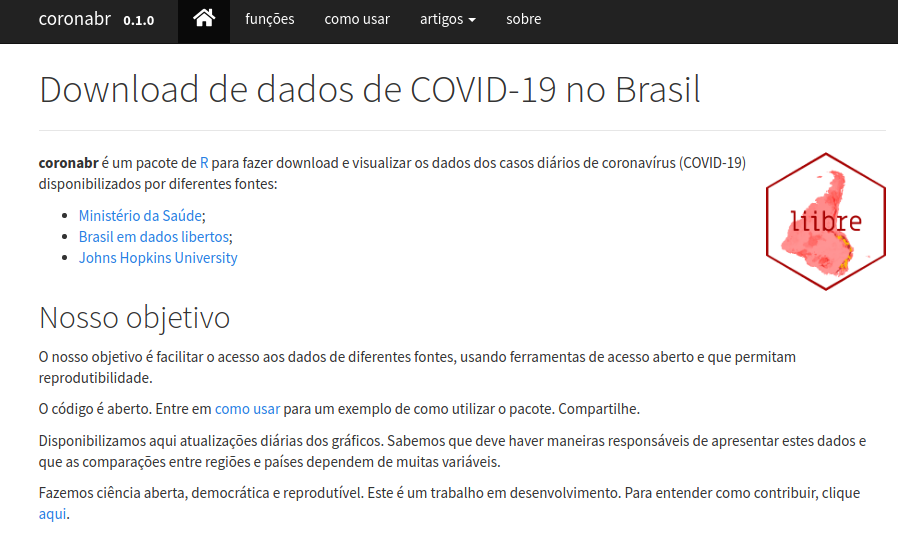 coronabr 0.1.0 funções como usar artigos sobre
Download de dados de COVID-19 no Brasil
coronabr é um pacote de R para fazer download e visualizar os dados dos casos diários de coronavírus (COVID-19)
disponibilizados por diferentes fontes:
Ministério da Saúde;
Brasil em dados libertos;
Johns Hopkins University
liibre
Nosso objetivo
O nosso objetivo é facilitar o acesso aos dados de diferentes fontes, usando ferramentas de acesso aberto e que permitam
reprodutibilidade.
O código é aberto. Entre em como usar para um exemplo de como utilizar o pacote. Compartilhe.
Disponibilizamos aqui atualizações diárias dos gráficos. Sabemos que deve haver maneiras responsáveis de apresentar estes dados e
que as comparações entre regiões e países dependem de muitas variáveis.
Fazemos ciência aberta, democrática e reprodutível. Este é um trabalho em desenvolvimento. Para entender como contribuir, clique
aqui.